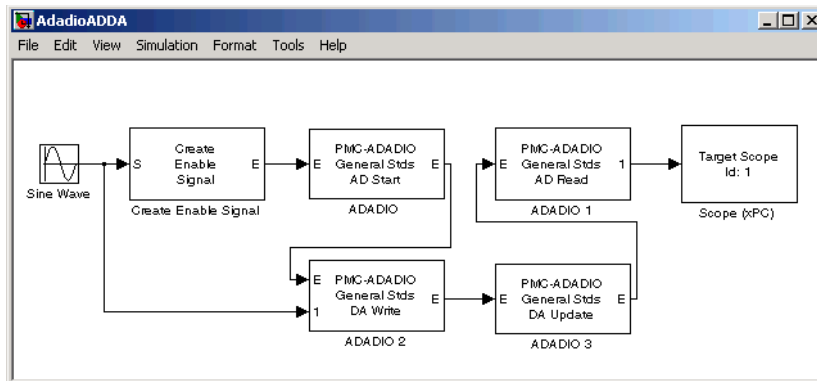 AdadioADDA
File Edit View Simulation Format Tools Help
Sine Wave
S
Create
Enable
Signal
E
Create Enable Signal
E
PMC-ADADIO
General Stds
AD Start
E
ADADIO
E
PMC-ADADIO
General Stds
AD Read
1
ADADIO 1
Target Scope
Id: 1
Scope (xPC)
E
1
PMC-ADADIO
General Stds
DA Write
E
ADADIO 2
E
PMC-ADADIO
General Stds
DA Update
E
ADADIO 3